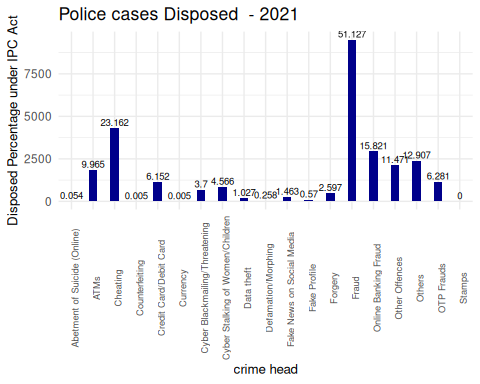 Police cases Disposed  - 2021
Disposed Percentage under IPC Act
7500
5000
2500
0
0.054
9.965
23.162
0.005
6.152
0.005
3.7
4.566
1.027
0.258
1.463
0.57
2.597
51.127
15.821
11.471
12.907
6.281
0
Abetment of Suicide (Online)
ATMs
Cheating
Counterfeiting
Credit Card/Debit Card
Currency
Cyber Blackmailing/Threatening
Cyber Stalking of Women/Children
Data theft
Defamation/Morphing
Fake News on Social Media
Fake Profile
Forgery
Fraud
Online Banking Fraud
Other Offences
Others
OTP Frauds
Stamps
crime head